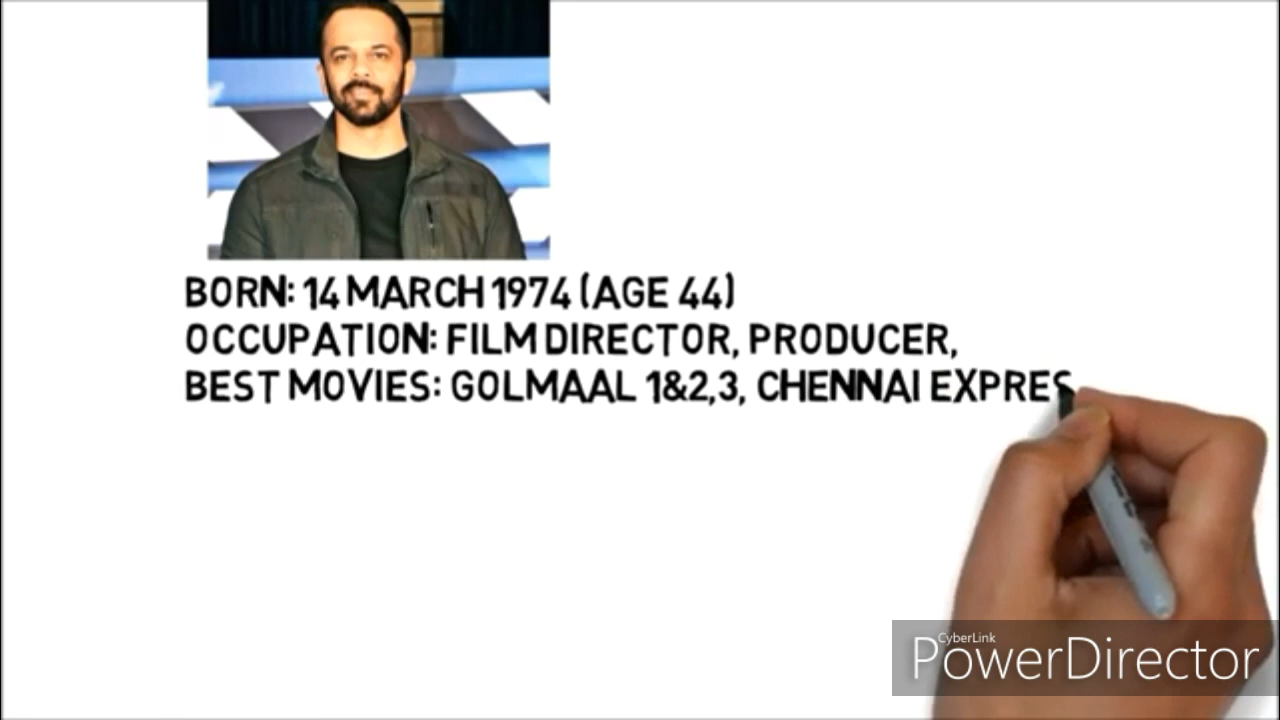 BORN: 14 MARCH 1974 (AGE 44)
OCCUPATION: FILM DIRECTOR, PRODUCER,
BEST MOVIES: GOLMAAL 1&2,3, CHENNAI EXPRES
CyberLink
PowerDirector